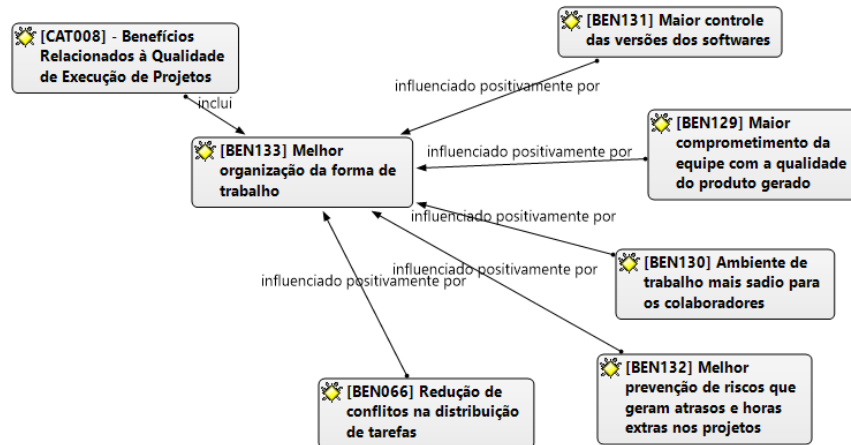 [CAT008] - Benefícios
Relacionados à Qualidade
de Execução de Projetos
[BEN131] Maior controle
das versões dos softwares
influenciado positivamente por
inclui
[BEN129] Maior
comprometimento da
equipe com a qualidade
do produto gerado
[BEN133] Melhor
organização da forma de
trabalho
influenciado positivamente por
influenciado positivamente por
[BEN130] Ambiente de
trabalho mais sadio para
os colaboradores
influenciado positivamente por
influenciado positivamente por
[BEN132] Melhor
prevenção de riscos que
geram atrasos e horas
extras nos projetos
[BEN066] Redução de
conflitos na distribuição
de tarefas